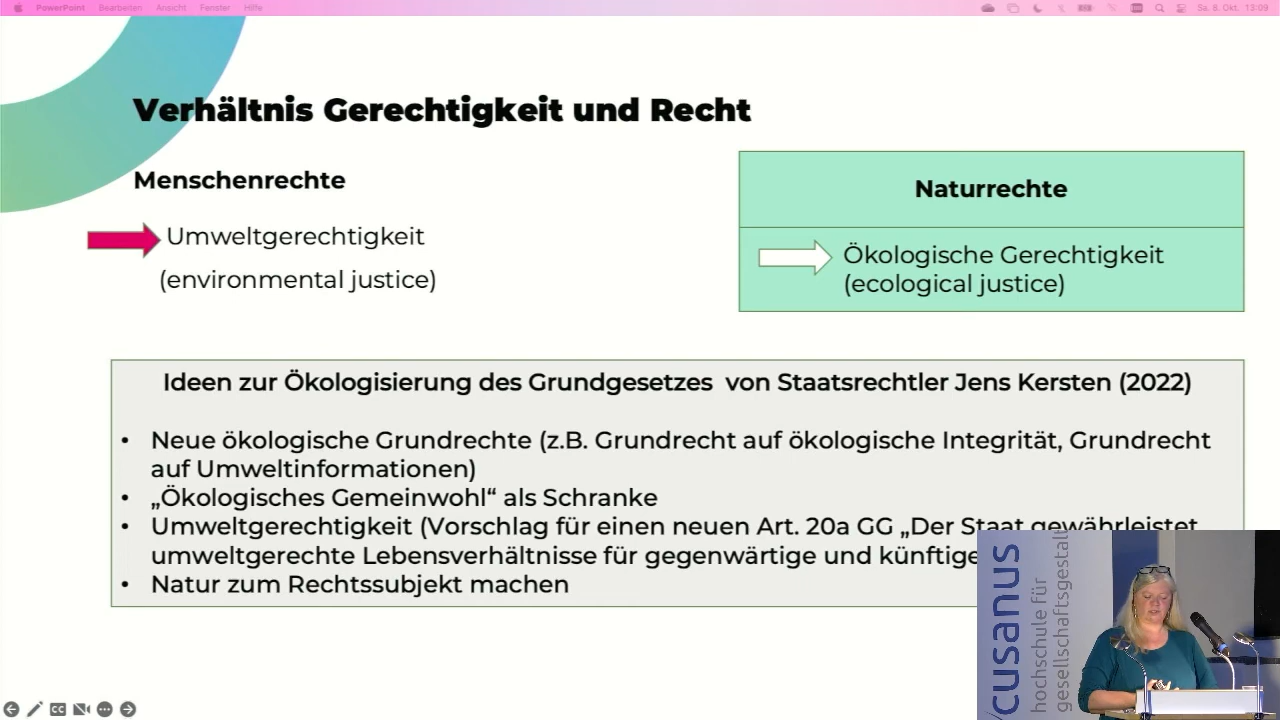 PowerPoint Bearbeiten Ansicht Fenster Hilfe
Sa. 8. Okt. 13:09
Verhältnis Gerechtigkeit und Recht
Menschenrechte
Umweltgerechtigkeit
(environmental justice)
Naturrechte
Ökologische Gerechtigkeit
(ecological justice)
Ideen zur Ökologisierung des Grundgesetzes von Staatsrechtler Jens Kersten (2022)
• Neue ökologische Grundrechte (z.B. Grundrecht auf ökologische Integrität, Grundrecht
auf Umweltinformationen)
• „Ökologisches Gemeinwohl“ als Schranke
• Umweltgerechtigkeit (Vorschlag für einen neuen Art. 20a GG „Der Staat gewährleistet
umweltgerechte Lebensverhältnisse für gegenwärtige und künftige
• Natur zum Rechtssubjekt machen
CC
cusanus
hochschule für
gesellschaftsgestalt